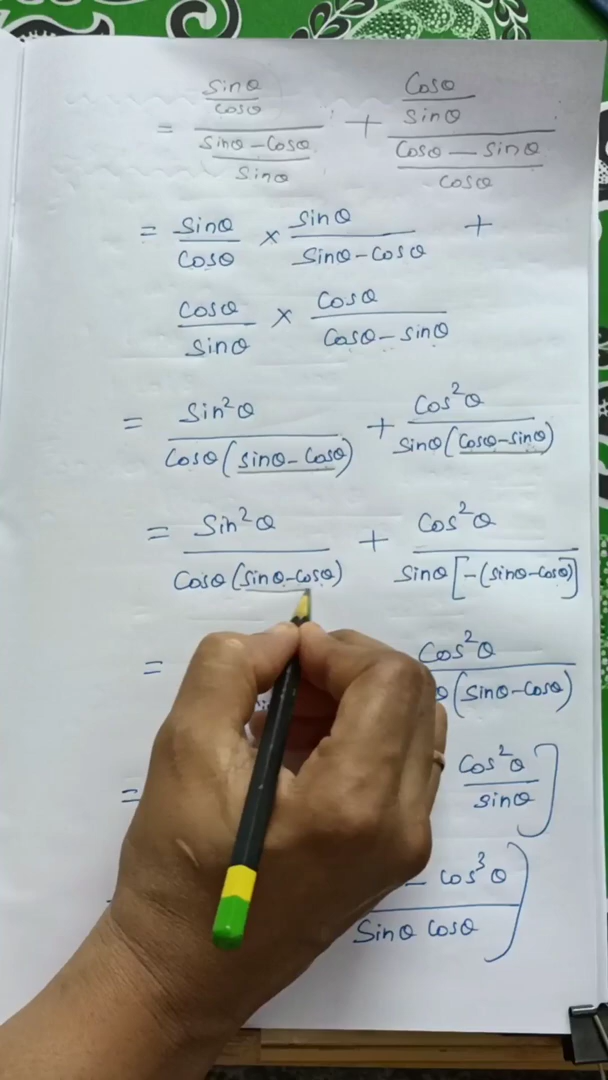 = (sinθ/cosθ)/((sinθ – cosθ)/sinθ) + (cosθ/sinθ)/((cosθ – sinθ)/cosθ)
= sinθ/cosθ × sinθ/(sinθ – cosθ) +
cosθ/sinθ × cosθ/(cosθ – sinθ)
= sin²θ/(cosθ(sinθ – cosθ)) + cos²θ/(sinθ(cosθ – sinθ))
= sin²θ/(cosθ(sinθ – cosθ)) + cos²θ/(sinθ[–(sinθ – cosθ)])
= cos²θ/(θ(sinθ – cosθ))
= cos²θ/sinθ]
– cos³θ/(sinθ cosθ)]